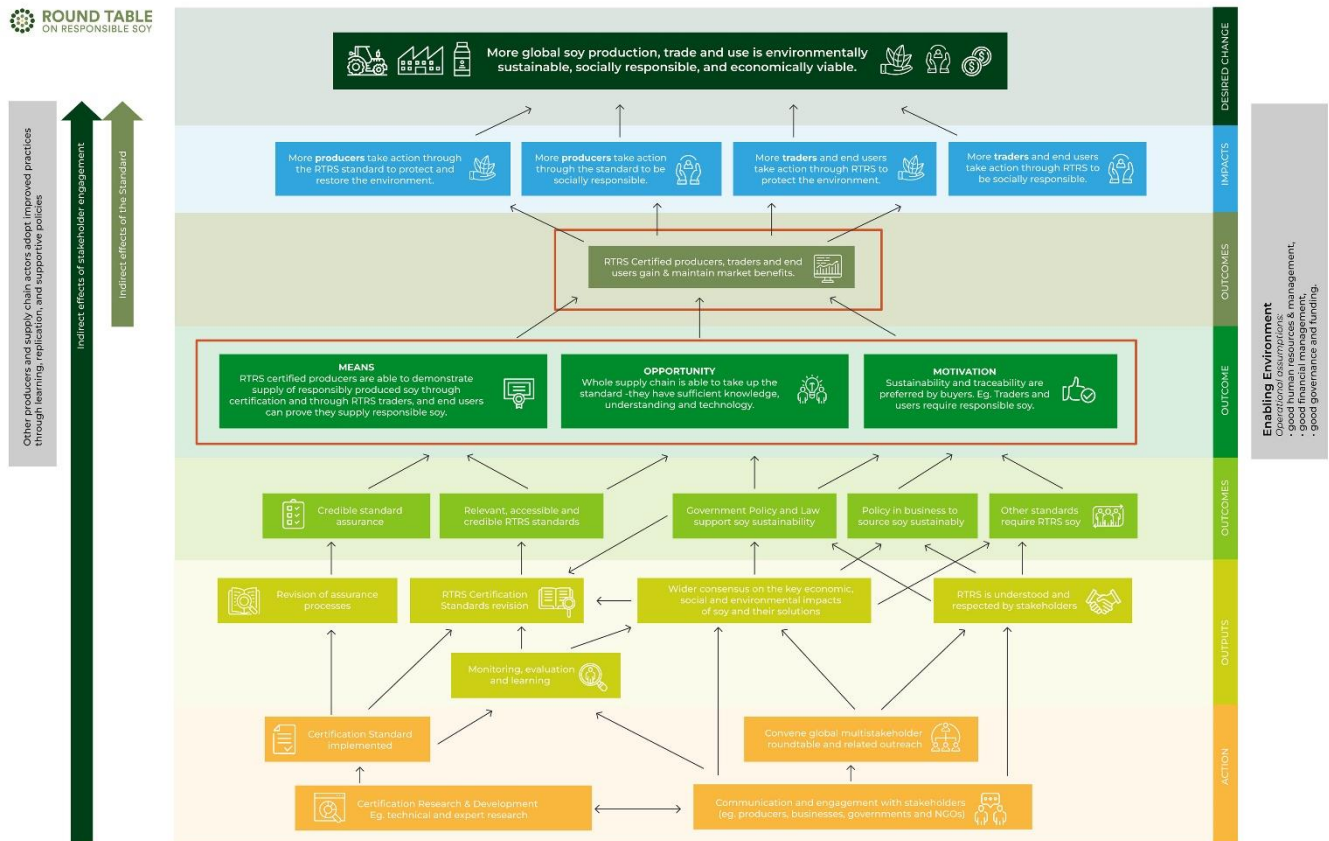 ROUND TABLE
ON RESPONSIBLE SOY
More global soy production, trade and use is environmentally
sustainable, socially responsible, and economically viable.
DESIRED CHANGE
More producers take action through
the RTRS standard to protect and
restore the environment.
More producers take action
through the standard to be
socially responsible.
More traders and end users
take action through RTRS to
protect the environment.
More traders and end users
take action through RTRS to
be socially responsible.
IMPACTS
RTRS Certified producers, traders and end
users gain & maintain market benefits.
OUTCOMES
MEANS
RTRS certified producers are able to demonstrate
supply of responsibly produced soy through
certification and through RTRS traders, and end users
can prove they supply responsible soy.
OPPORTUNITY
Whole supply chain is able to take up the
standard -they have sufficient knowledge,
understanding and technology.
MOTIVATION
Sustainability and traceability are
preferred by buyers. Eg. Traders and
users require responsible soy.
OUTCOME
Credible standard
assurance
Relevant, accessible and
credible RTRS standards
Government Policy and Law
support soy sustainability
Policy in business to
source soy sustainably
Other standards
require RTRS soy
OUTCOMES
Revision of assurance
processes
RTRS Certification
Standards revision
Wider consensus on the key economic,
social and environmental impacts
of soy and their solutions
RTRS is understood and
respected by stakeholders
Monitoring, evaluation
and learning
OUTPUTS
Certification Standard
implemented
Convene global multistakeholder
roundtable and related outreach
Certification Research & Development
Eg. technical and expert research
Communication and engagement with stakeholders
(eg. producers, businesses, governments and NGOs)
ACTION
Other producers and supply chain actors adopt improved practices
through learning, replication, and supportive policies
Indirect effects of stakeholder engagement
Indirect effects of the Standard
Enabling Environment
Operational assumptions:
• good human resources & management,
• good financial management,
• good governance and funding.